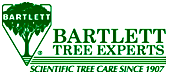 BARTLETT
BARTLETT
TREE EXPERTS
SCIENTIFIC TREE CARE SINCE 1907